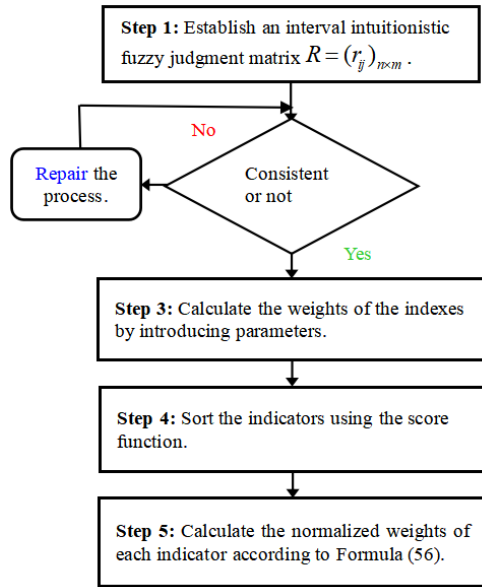 Step 1: Establish an interval intuitionistic
fuzzy judgment matrix R = (r_ij)_{n×m} .
No
Repair the
process.
Consistent
or not
Yes
Step 3: Calculate the weights of the indexes
by introducing parameters.
Step 4: Sort the indicators using the score
function.
Step 5: Calculate the normalized weights of
each indicator according to Formula (56).